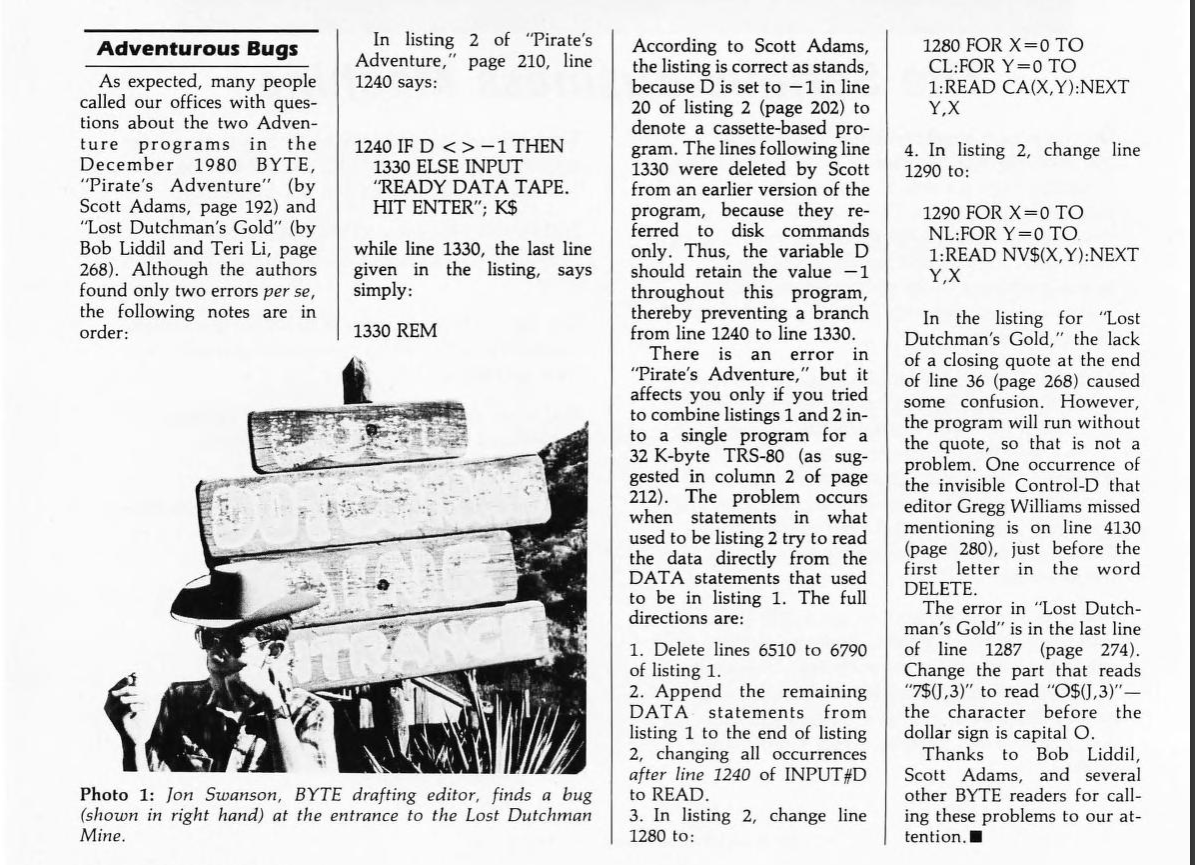 Adventurous Bugs
As expected, many people
called our offices with ques-
tions about the two Adven-
ture programs in the
December 1980 BYTE,
"Pirate's Adventure" (by
Scott Adams, page 192) and
"Lost Dutchman's Gold" (by
Bob Liddil and Teri Li, page
268). Although the authors
found only two errors per se,
the following notes are in
order:
In listing 2 of "Pirate's
Adventure," page 210, line
1240 says:
1240 IF D < > −1 THEN
1330 ELSE INPUT
"READY DATA TAPE.
HIT ENTER"; K$
while line 1330, the last line
given in the listing, says
simply:
1330 REM
LOST
DUTCHMAN
MINE
NTRANCE
Photo 1: Jon Swanson, BYTE drafting editor, finds a bug
(shown in right hand) at the entrance to the Lost Dutchman
Mine.
According to Scott Adams,
the listing is correct as stands,
because D is set to −1 in line
20 of listing 2 (page 202) to
denote a cassette-based pro-
gram. The lines following line
1330 were deleted by Scott
from an earlier version of the
program, because they re-
ferred to disk commands
only. Thus, the variable D
should retain the value −1
throughout this program,
thereby preventing a branch
from line 1240 to line 1330.
There is an error in
"Pirate's Adventure," but it
affects you only if you tried
to combine listings 1 and 2 in-
to a single program for a
32 K-byte TRS-80 (as sug-
gested in column 2 of page
212). The problem occurs
when statements in what
used to be listing 2 try to read
the data directly from the
DATA statements that used
to be in listing 1. The full
directions are:
1. Delete lines 6510 to 6790
of listing 1.
2. Append the remaining
DATA statements from
listing 1 to the end of listing
2, changing all occurrences
after line 1240 of INPUT#D
to READ.
3. In listing 2, change line
1280 to:
1280 FOR X=0 TO
CL:FOR Y=0 TO
1:READ CA(X,Y):NEXT
Y,X
4. In listing 2, change line
1290 to:
1290 FOR X=0 TO
NL:FOR Y=0 TO
1:READ NV$(X,Y):NEXT
Y,X
In the listing for "Lost
Dutchman's Gold," the lack
of a closing quote at the end
of line 36 (page 268) caused
some confusion. However,
the program will run without
the quote, so that is not a
problem. One occurrence of
the invisible Control-D that
editor Gregg Williams missed
mentioning is on line 4130
(page 280), just before the
first letter in the word
DELETE.
The error in "Lost Dutch-
man's Gold" is in the last line
of line 1287 (page 274).
Change the part that reads
"7$(J,3)" to read "O$(J,3)"—
the character before the
dollar sign is capital O.
Thanks to Bob Liddil,
Scott Adams, and several
other BYTE readers for call-
ing these problems to our at-
tention.■